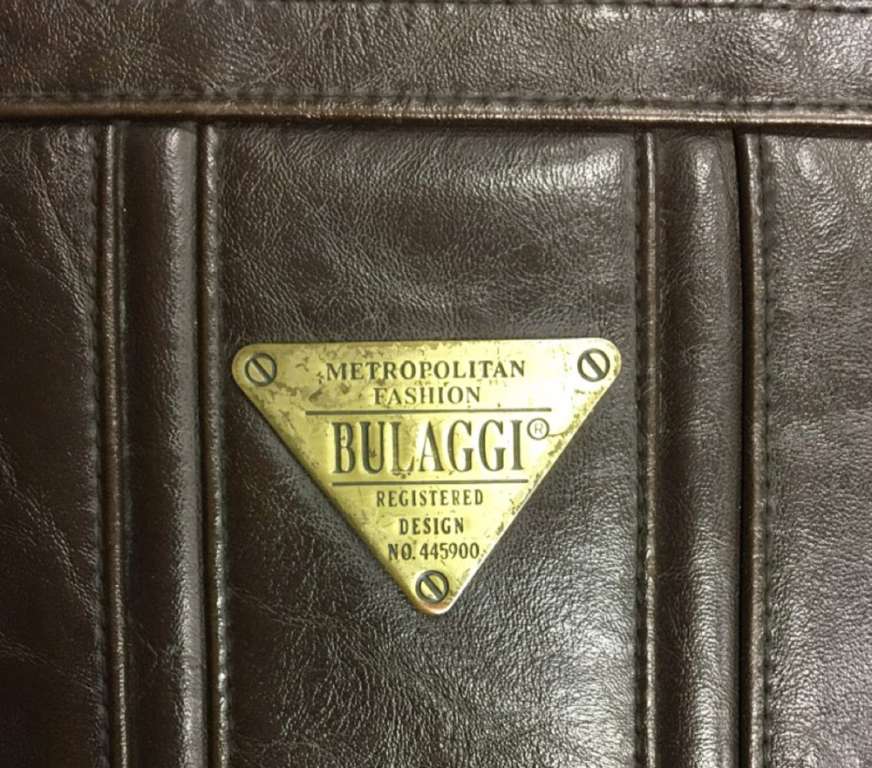 METROPOLITAN
FASHION
BULAGGI®
REGISTERED
DESIGN
NO. 445900